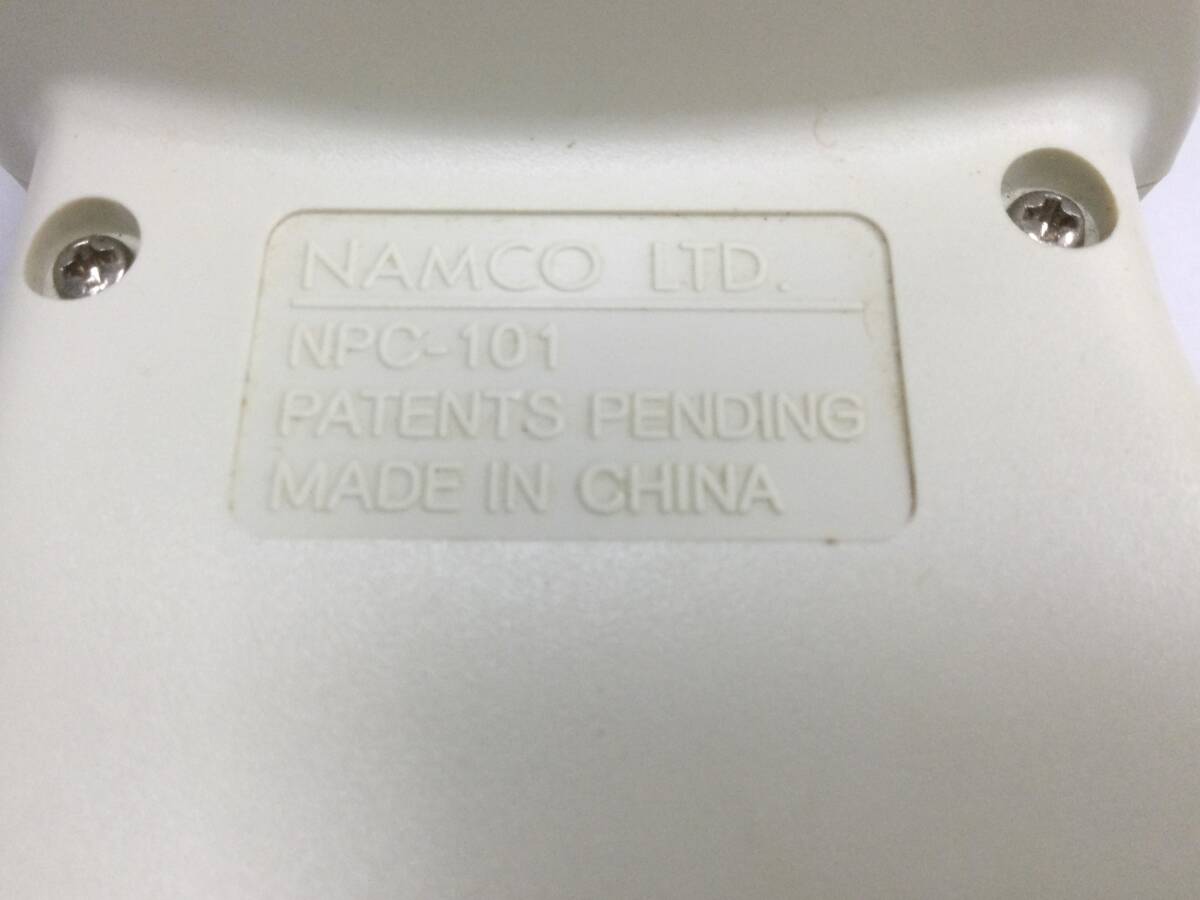 NAMCO LTD.
NPC-101
PATENTS PENDING
MADE IN CHINA